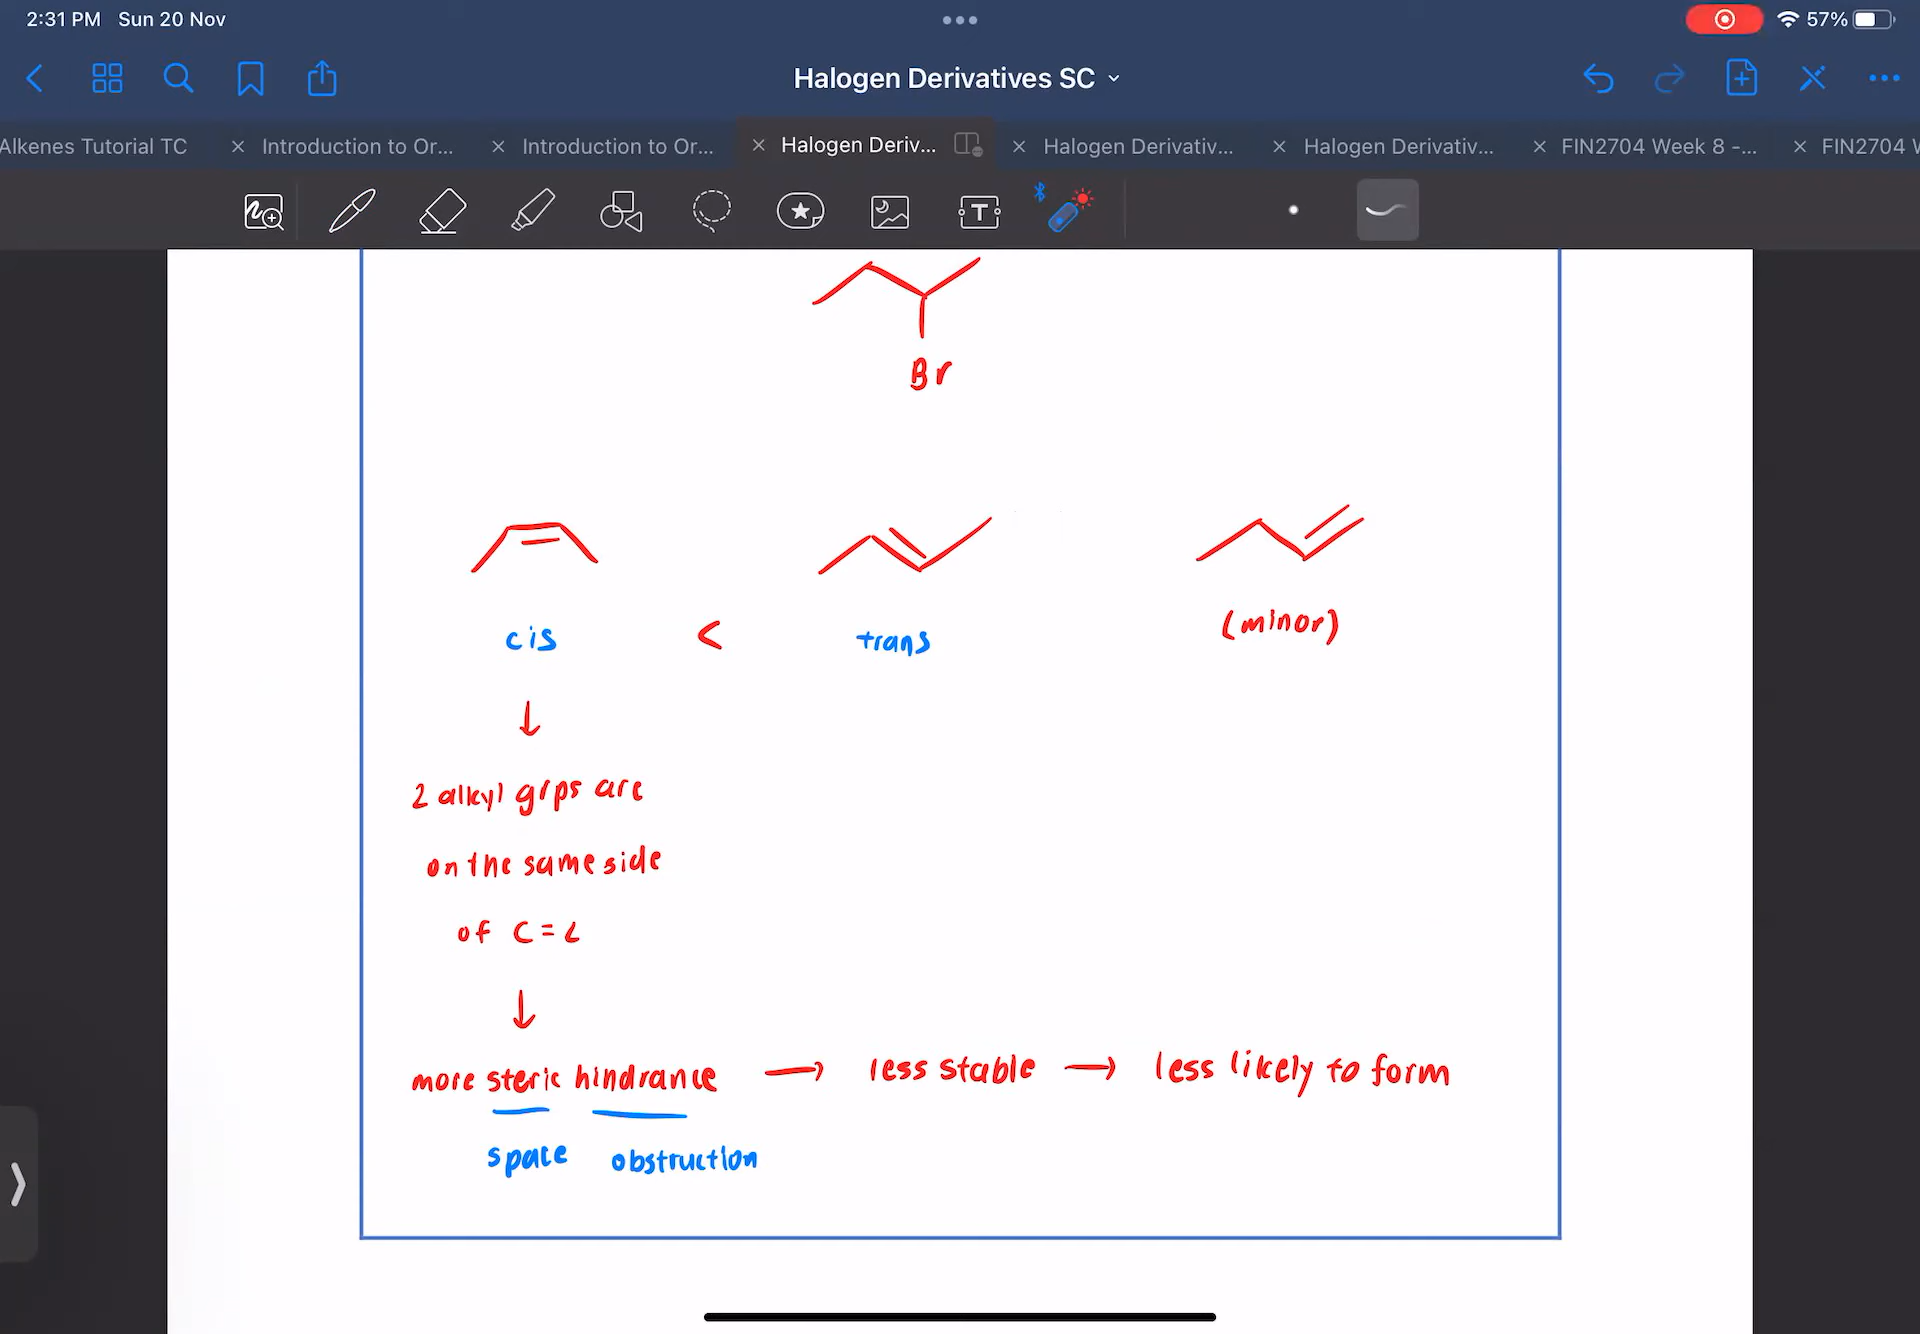 2:31 PM Sun 20 Nov
57%
Halogen Derivatives SC
Alkenes Tutorial TC
Introduction to Or...
Introduction to Or...
Halogen Deriv...
Halogen Derivativ...
Halogen Derivativ...
FIN2704 Week 8 -...
FIN2704 W
T
Br
cis < trans (minor)
2 alkyl grps are
on the same side
of C=C
more steric hindrance → less stable → less likely to form
space obstruction